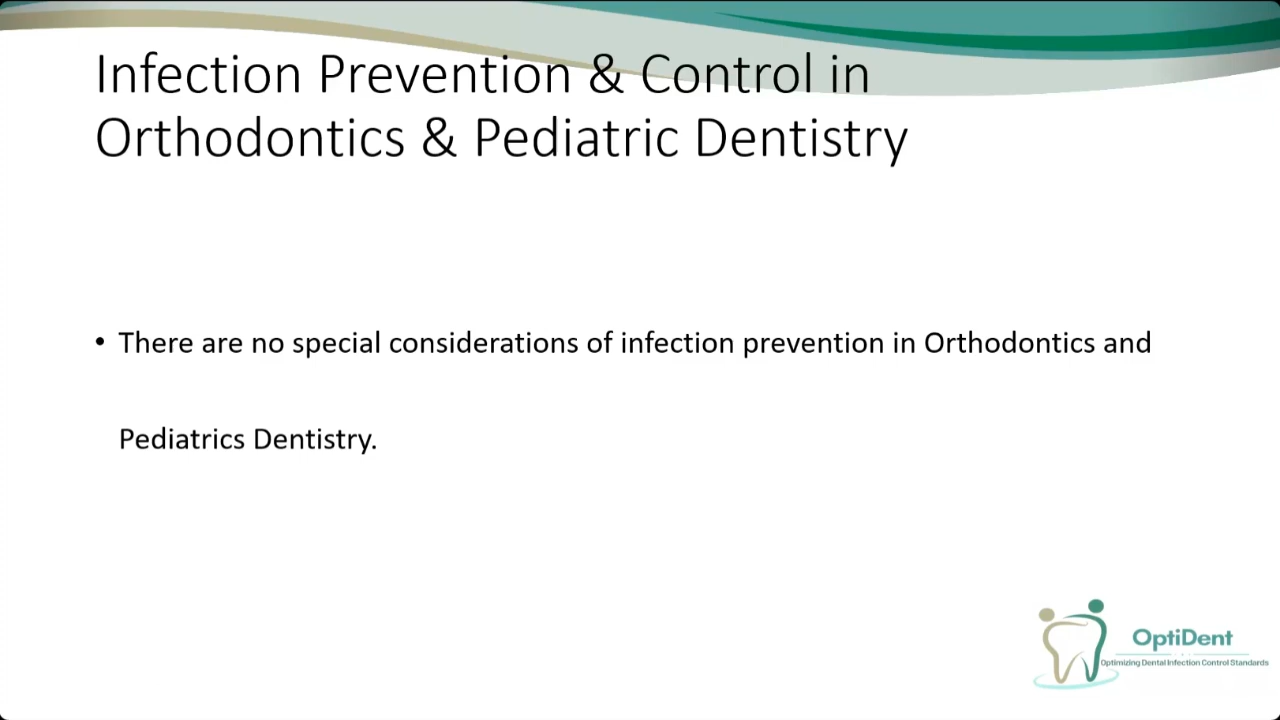 Infection Prevention & Control in
Orthodontics & Pediatric Dentistry
• There are no special considerations of infection prevention in Orthodontics and
Pediatrics Dentistry.
OptiDent
Optimizing Dental Infection Control Standards